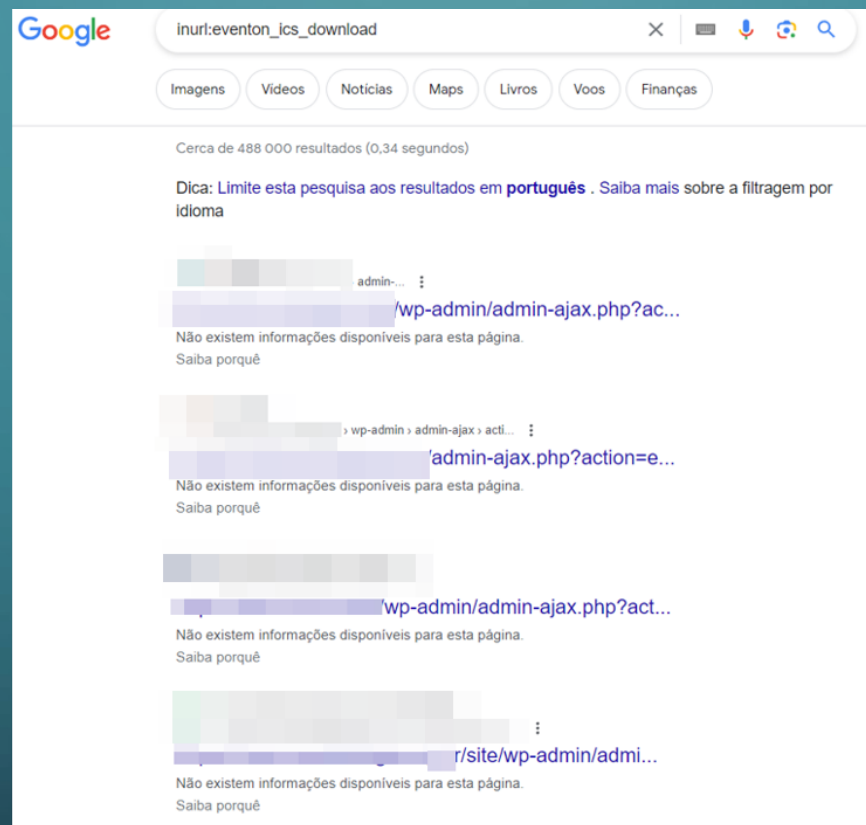 Google
inurl:eventon_ics_download
Imagens Vídeos Notícias Maps Livros Voos Finanças
Cerca de 488 000 resultados (0,34 segundos)
Dica: Limite esta pesquisa aos resultados em português . Saiba mais sobre a filtragem por
idioma
admin-...
/wp-admin/admin-ajax.php?ac...
Não existem informações disponíveis para esta página.
Saiba porquê
› wp-admin › admin-ajax › acti...
/admin-ajax.php?action=e...
Não existem informações disponíveis para esta página.
Saiba porquê
/wp-admin/admin-ajax.php?act...
Não existem informações disponíveis para esta página.
Saiba porquê
r/site/wp-admin/admi...
Não existem informações disponíveis para esta página.
Saiba porquê